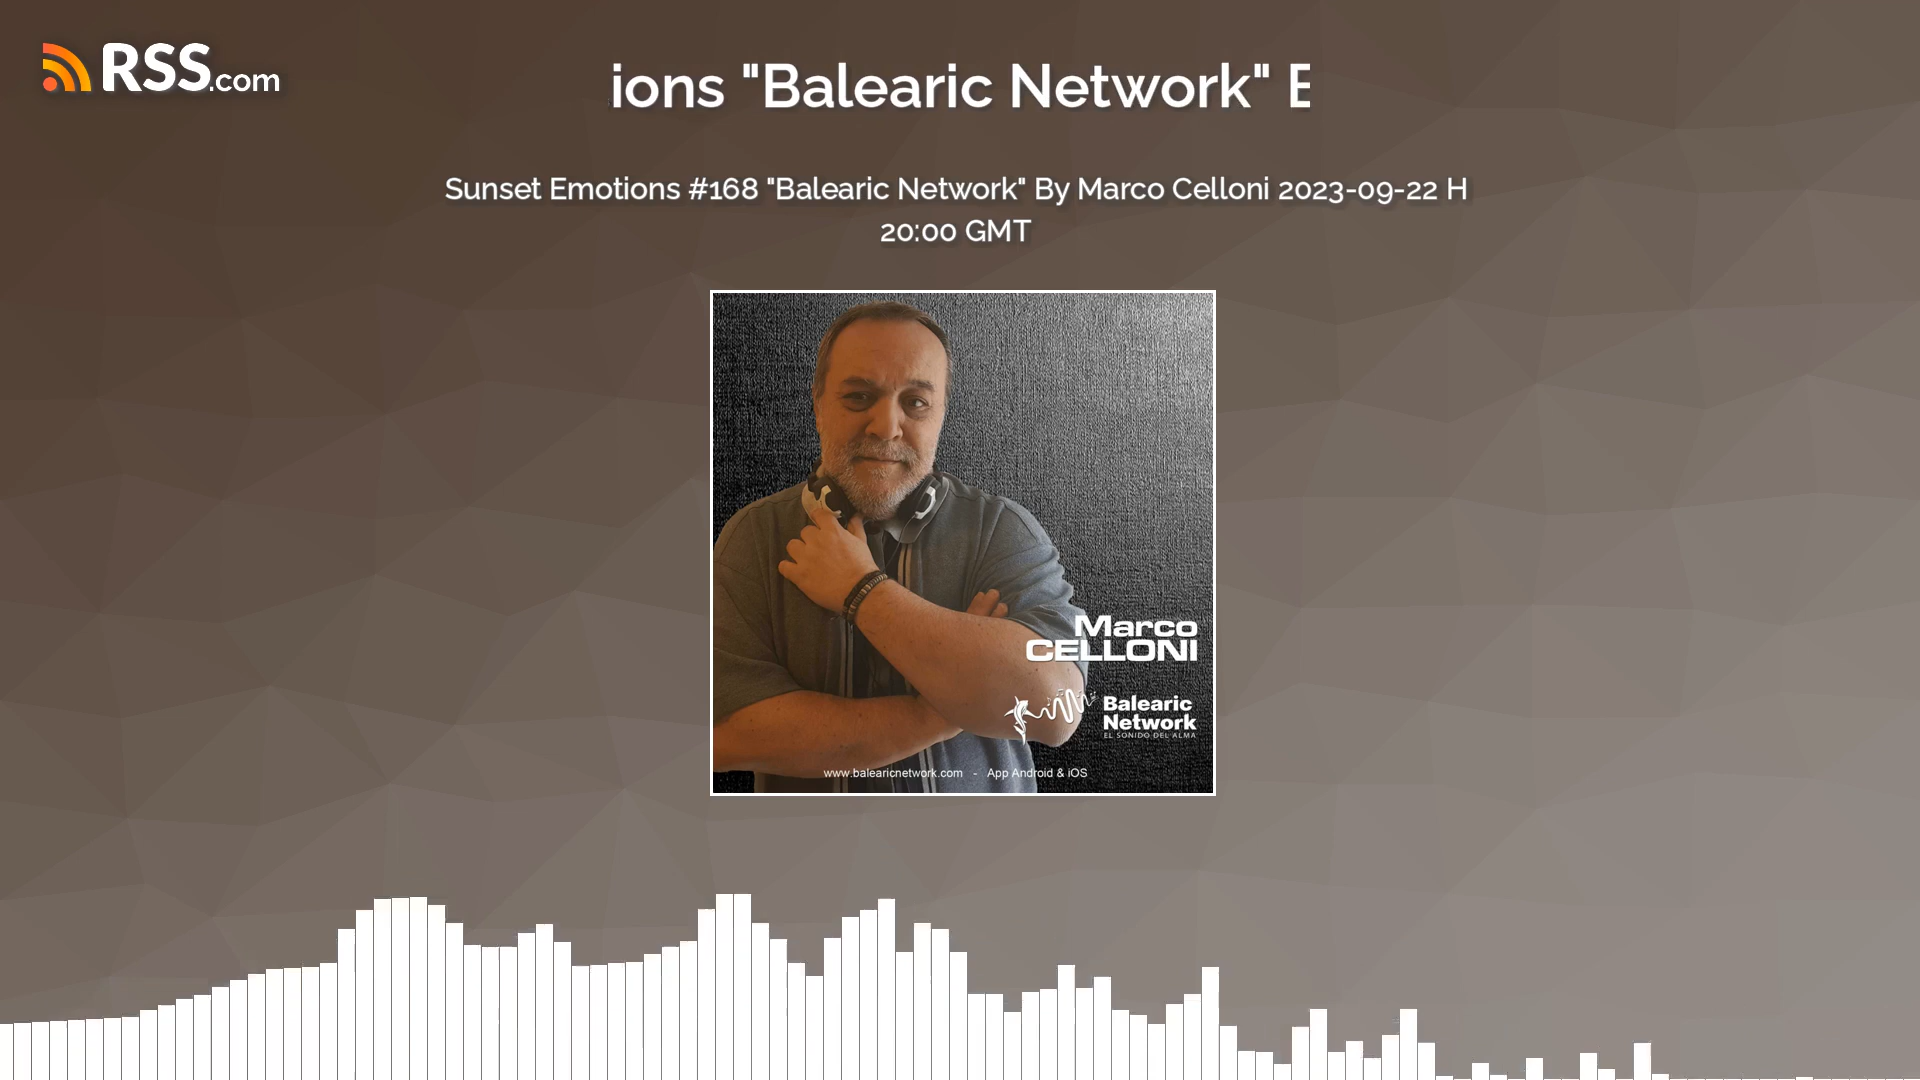 RSS.com
ions "Balearic Network" B
Sunset Emotions #168 "Balearic Network" By Marco Celloni 2023-09-22 H
20:00 GMT
Marco
CELLONI
Balearic
Network
EL SONIDO DEL ALMA
www.balearicnetwork.com - App Android & iOS